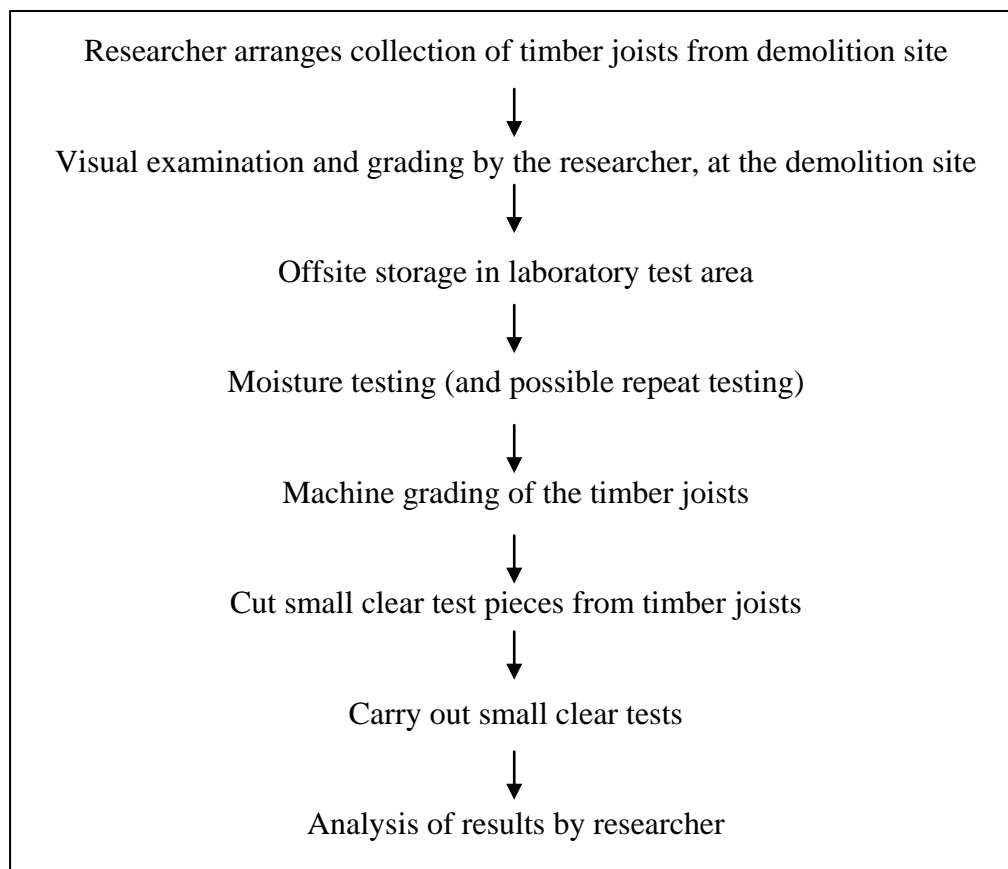 Researcher arranges collection of timber joists from demolition site
Visual examination and grading by the researcher, at the demolition site
Offsite storage in laboratory test area
Moisture testing (and possible repeat testing)
Machine grading of the timber joists
Cut small clear test pieces from timber joists
Carry out small clear tests
Analysis of results by researcher